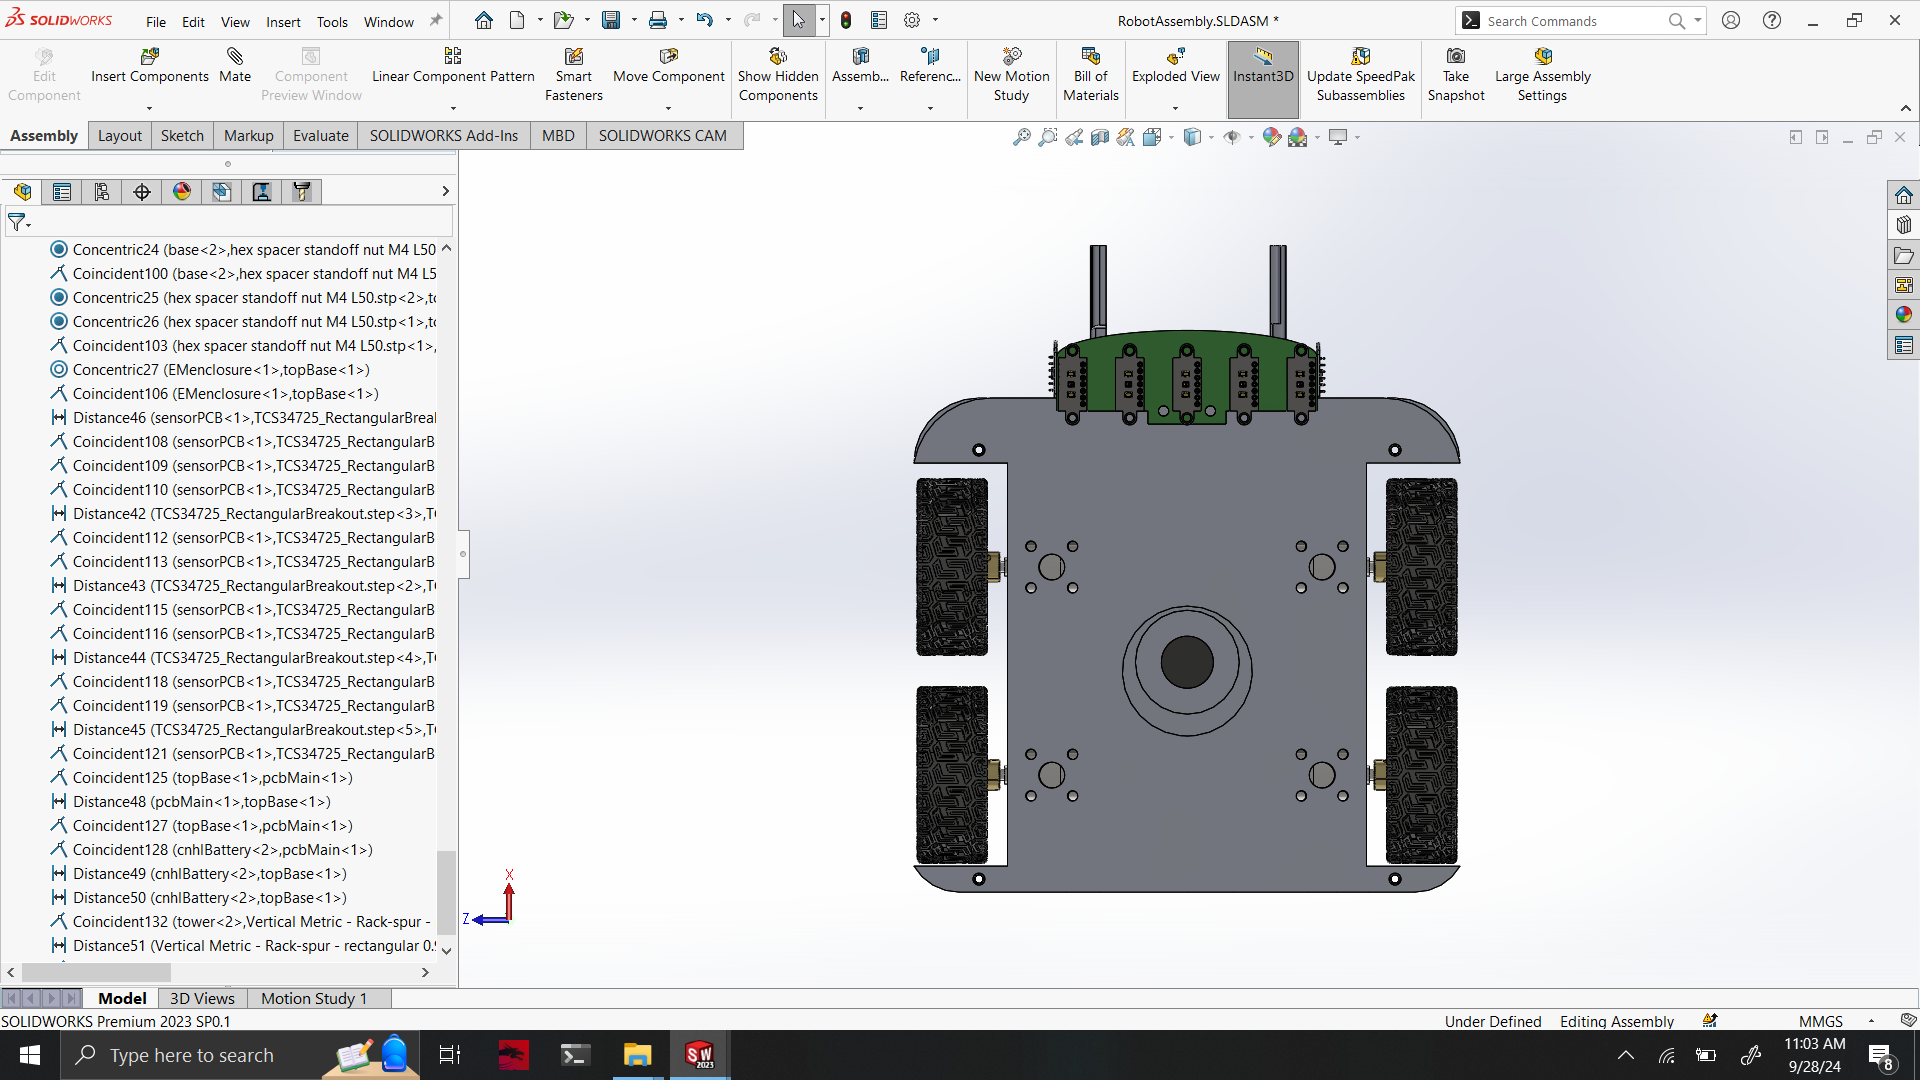 SOLIDWORKS
File Edit View Insert Tools Window
RobotAssembly.SLDASM *
Search Commands
Edit Component
Insert Components
Mate
Component Preview Window
Linear Component Pattern
Smart Fasteners
Move Component
Show Hidden Components
Assemb...
Referenc...
New Motion Study
Bill of Materials
Exploded View
Instant3D
Update SpeedPak Subassemblies
Take Snapshot
Large Assembly Settings
Assembly Layout Sketch Markup Evaluate SOLIDWORKS Add-Ins MBD SOLIDWORKS CAM
Concentric24 (base<2>,hex spacer standoff nut M4 L50
Coincident100 (base<2>,hex spacer standoff nut M4 L5
Concentric25 (hex spacer standoff nut M4 L50.stp<2>,to
Concentric26 (hex spacer standoff nut M4 L50.stp<1>,to
Coincident103 (hex spacer standoff nut M4 L50.stp<1>,
Concentric27 (EMenclosure<1>,topBase<1>)
Coincident106 (EMenclosure<1>,topBase<1>)
Distance46 (sensorPCB<1>,TCS34725_RectangularBreal
Coincident108 (sensorPCB<1>,TCS34725_RectangularB
Coincident109 (sensorPCB<1>,TCS34725_RectangularB
Coincident110 (sensorPCB<1>,TCS34725_RectangularB
Distance42 (TCS34725_RectangularBreakout.step<3>,T
Coincident112 (sensorPCB<1>,TCS34725_RectangularB
Coincident113 (sensorPCB<1>,TCS34725_RectangularB
Distance43 (TCS34725_RectangularBreakout.step<2>,T
Coincident115 (sensorPCB<1>,TCS34725_RectangularB
Coincident116 (sensorPCB<1>,TCS34725_RectangularB
Distance44 (TCS34725_RectangularBreakout.step<4>,T
Coincident118 (sensorPCB<1>,TCS34725_RectangularB
Coincident119 (sensorPCB<1>,TCS34725_RectangularB
Distance45 (TCS34725_RectangularBreakout.step<5>,T
Coincident121 (sensorPCB<1>,TCS34725_RectangularB
Coincident125 (topBase<1>,pcbMain<1>)
Distance48 (pcbMain<1>,topBase<1>)
Coincident127 (topBase<1>,pcbMain<1>)
Coincident128 (cnhlBattery<2>,pcbMain<1>)
Distance49 (cnhlBattery<2>,topBase<1>)
Distance50 (cnhlBattery<2>,topBase<1>)
Coincident132 (tower<2>,Vertical Metric - Rack-spur -
Distance51 (Vertical Metric - Rack-spur - rectangular 0.9
X
Z
Model 3D Views Motion Study 1
SOLIDWORKS Premium 2023 SP0.1
Under Defined Editing Assembly MMGS
Type here to search
SW 2023
11:03 AM
9/28/24
8